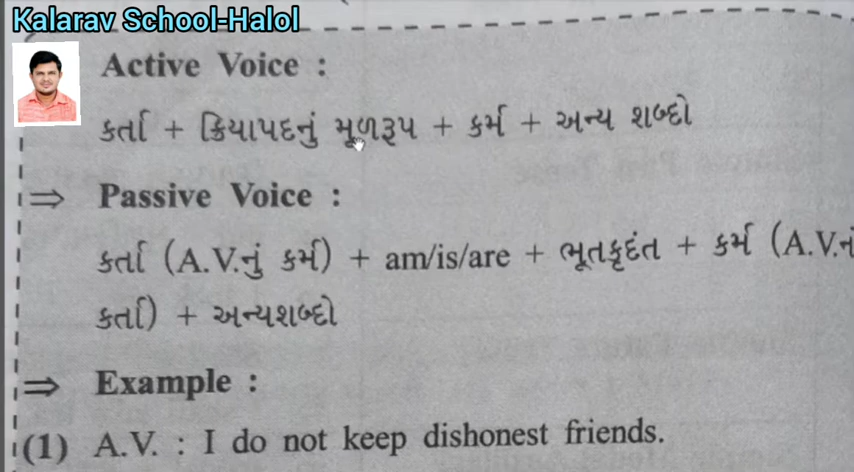 Kalarav School-Halol
Active Voice :
કર્તા + ક્રિયાપદનું મૂળરૂપ + કર્મ + અન્ય શબ્દો
⇒ Passive Voice :
કર્તા (A.V.નું કર્મ) + am/is/are + ભૂતકૃદંત + કર્મ (A.V.નો
કર્તા) + અન્યશબ્દો
⇒ Example :
(1) A.V. : I do not keep dishonest friends.